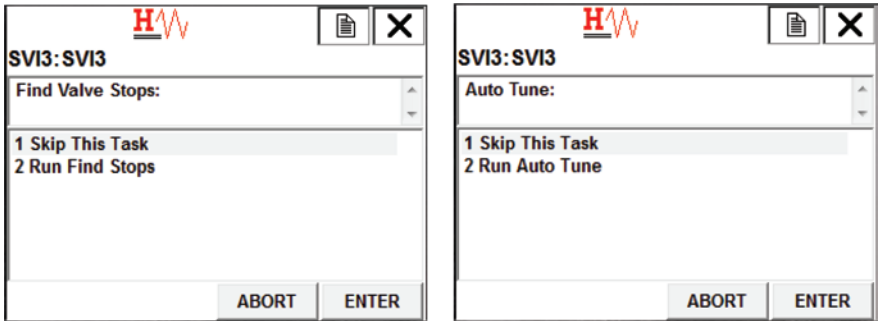 H
SVI3: SVI3
Find Valve Stops:
1 Skip This Task
2 Run Find Stops
ABORT ENTER
H
SVI3: SVI3
Auto Tune:
1 Skip This Task
2 Run Auto Tune
ABORT ENTER